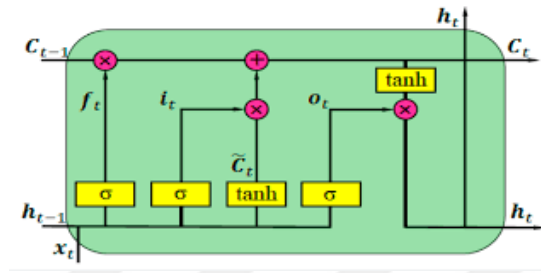 h_t
C_{t-1} × + C_t
tanh
f_t i_t × o_t ×
C̃_t
σ σ tanh σ
h_{t-1} h_t
x_t